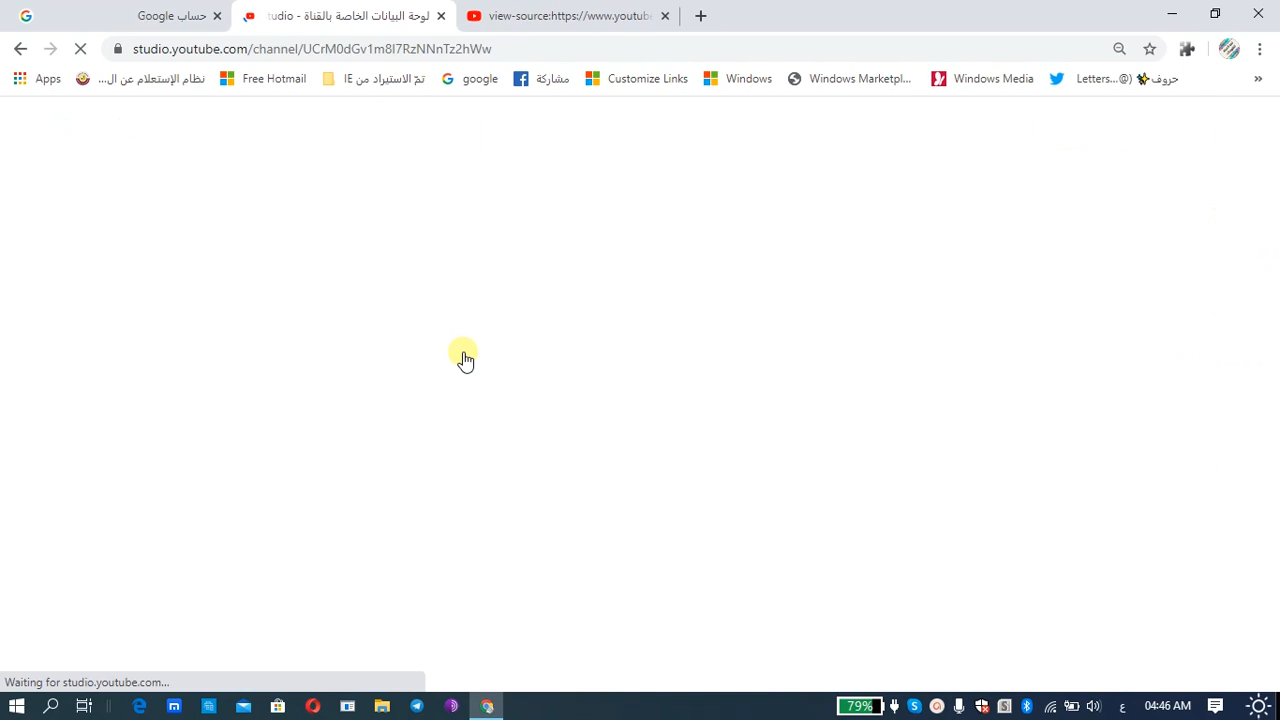 حساب Google
لوحة البيانات الخاصة بالقناة - tudio
view-source:https://www.youtube
studio.youtube.com/channel/UCrM0dGv1m8I7RzNNnTz2hWw
Apps
نظام الإستعلام عن ال...
Free Hotmail
تمّ الاستيراد من IE
google
مشاركة
Customize Links
Windows
Windows Marketpl...
Windows Media
حروف (@...Letters
»
Waiting for studio.youtube.com...
79%
ع
04:46 AM